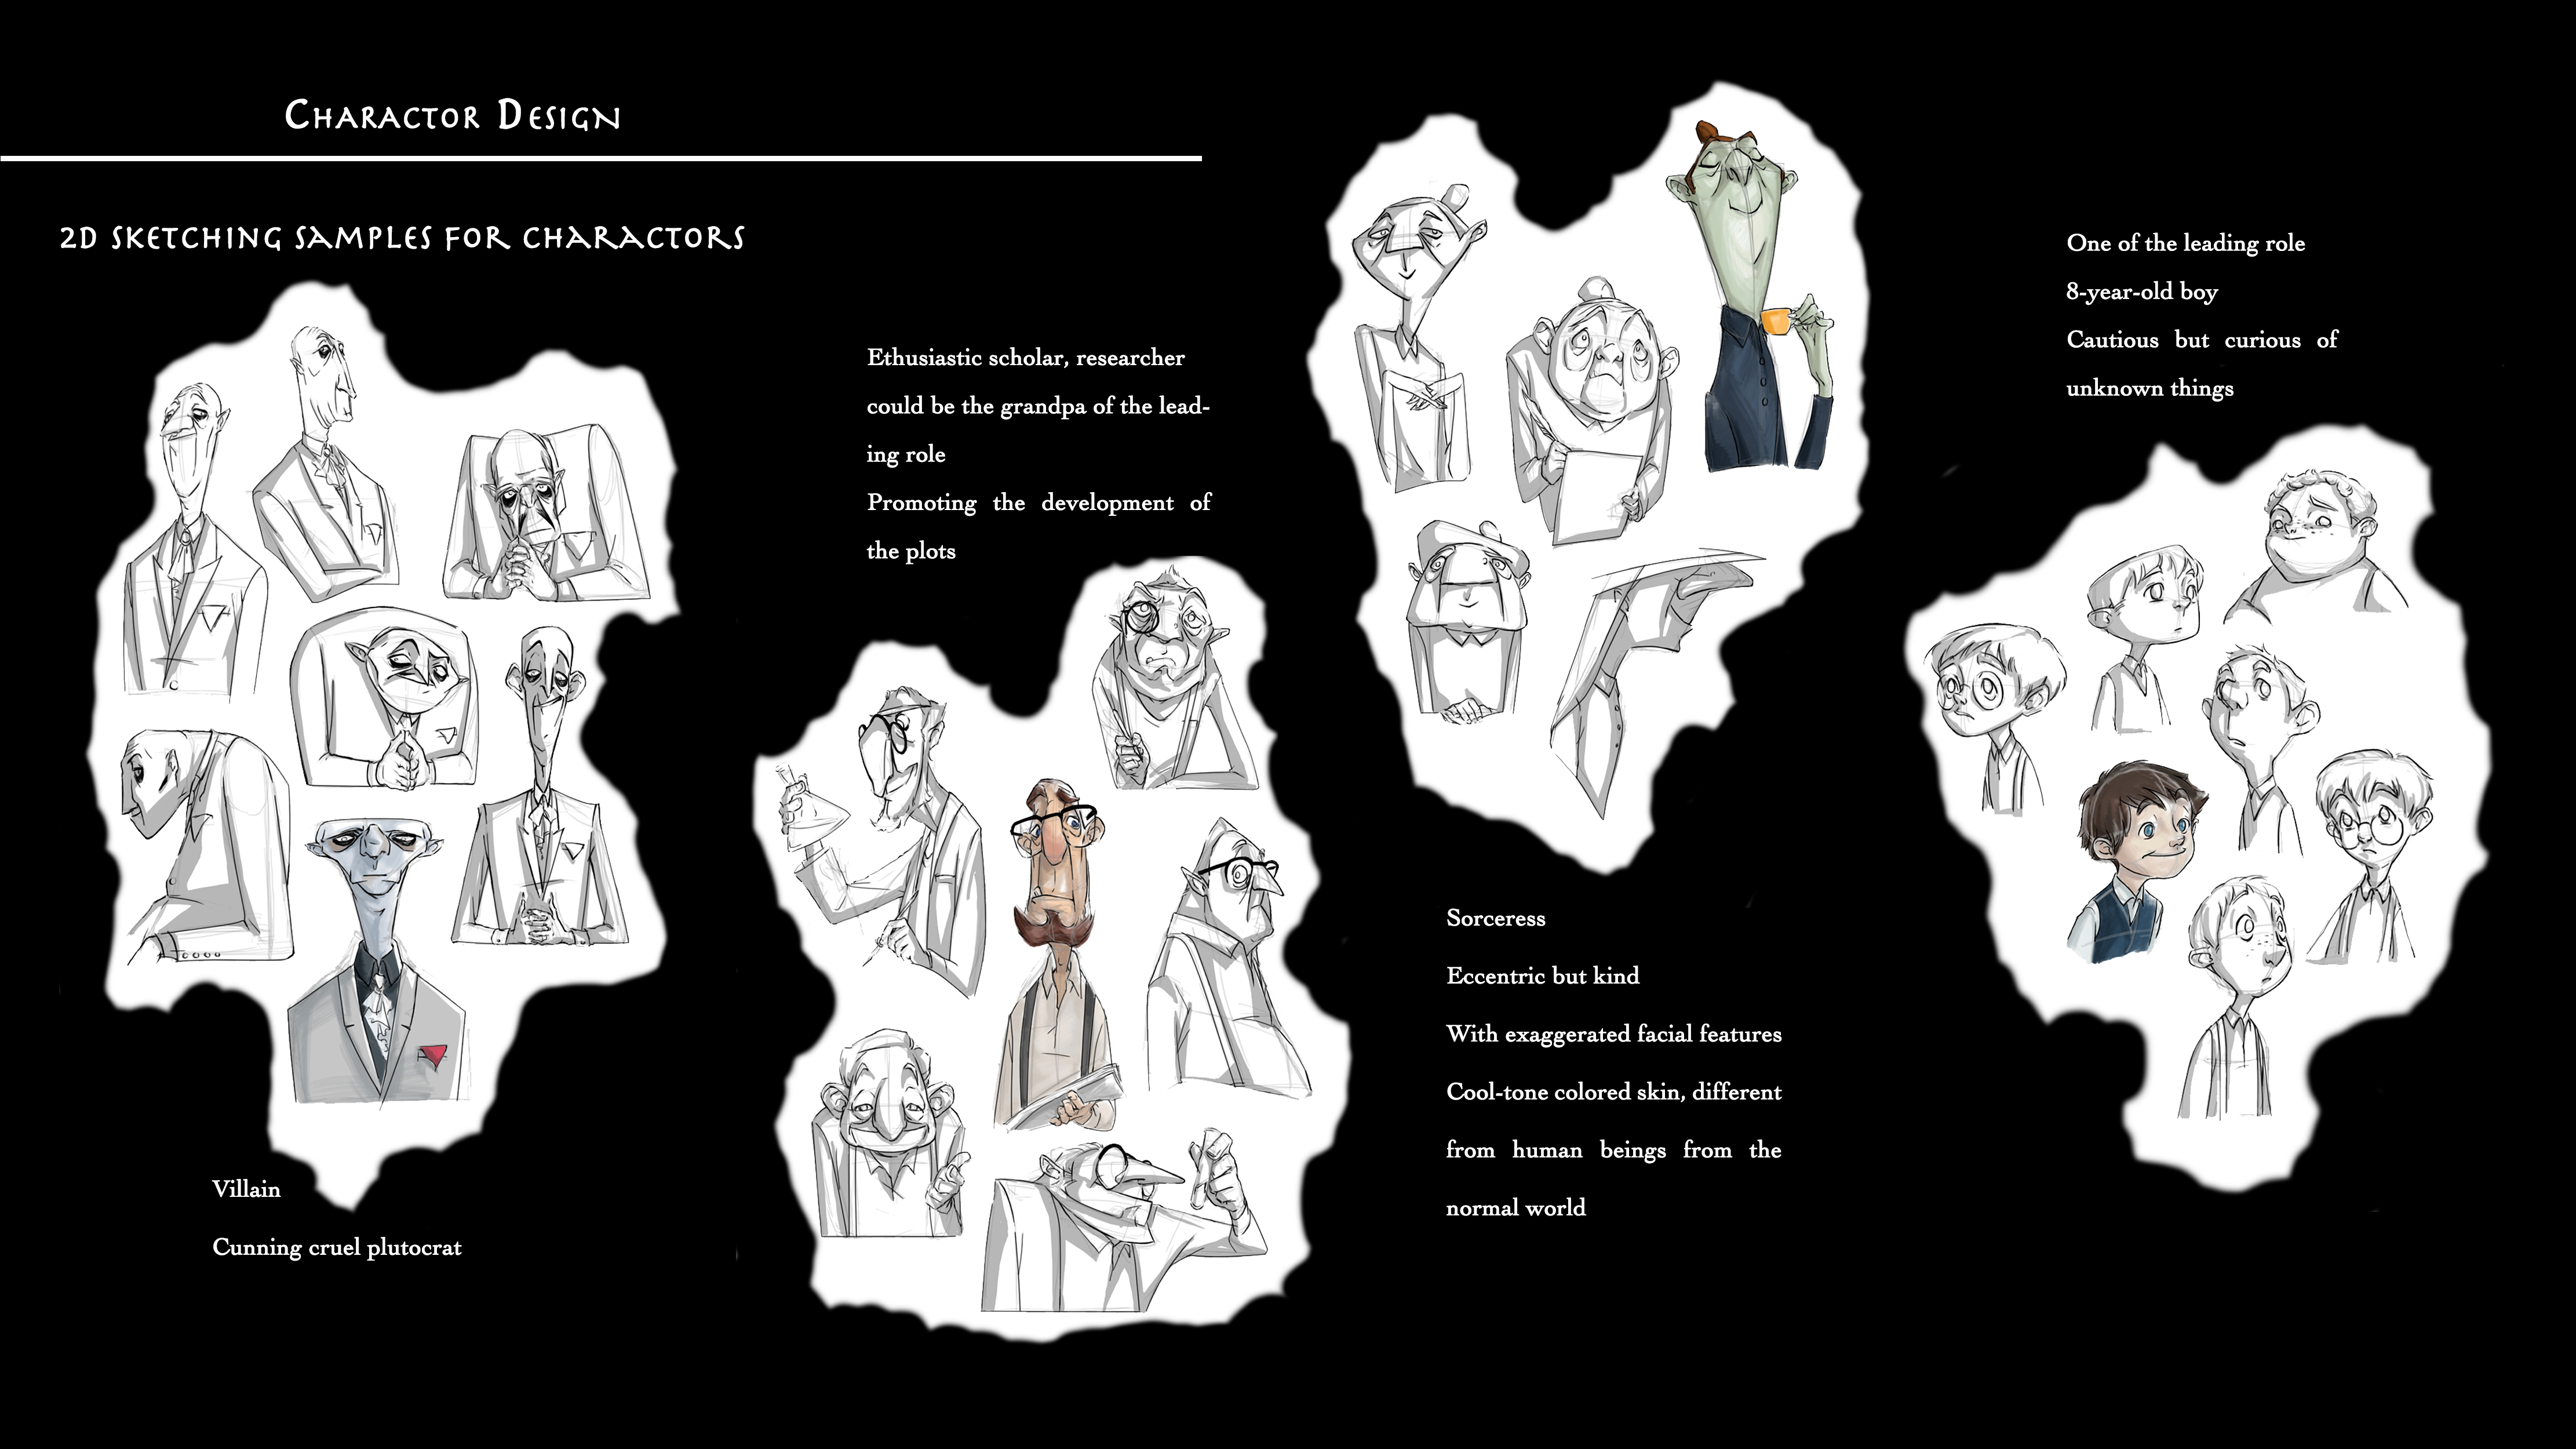 Charactor Design
2D sketching samples for charactors
Ethusiastic scholar, researcher
could be the grandpa of the lead-
ing role
Promoting the development of
the plots
One of the leading role
8-year-old boy
Cautious but curious of
unknown things
Villain
Cunning cruel plutocrat
Sorceress
Eccentric but kind
With exaggerated facial features
Cool-tone colored skin, different
from human beings from the
normal world